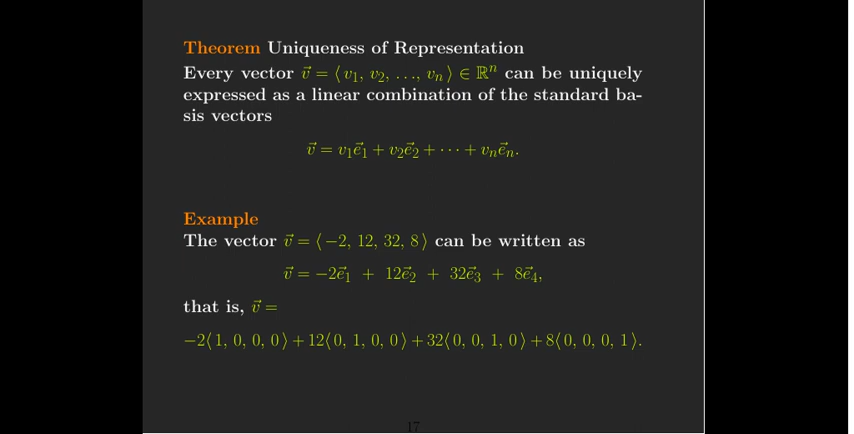 Theorem Uniqueness of Representation
Every vector v⃗ = ⟨ v₁, v₂, …, vₙ ⟩ ∈ ℝⁿ can be uniquely
expressed as a linear combination of the standard ba-
sis vectors
v⃗ = v₁e⃗₁ + v₂e⃗₂ + ··· + vₙe⃗ₙ.
Example
The vector v⃗ = ⟨ −2, 12, 32, 8 ⟩ can be written as
v⃗ = −2e⃗₁ + 12e⃗₂ + 32e⃗₃ + 8e⃗₄,
that is, v⃗ =
−2⟨ 1, 0, 0, 0 ⟩ + 12⟨ 0, 1, 0, 0 ⟩ + 32⟨ 0, 0, 1, 0 ⟩ + 8⟨ 0, 0, 0, 1 ⟩.
17